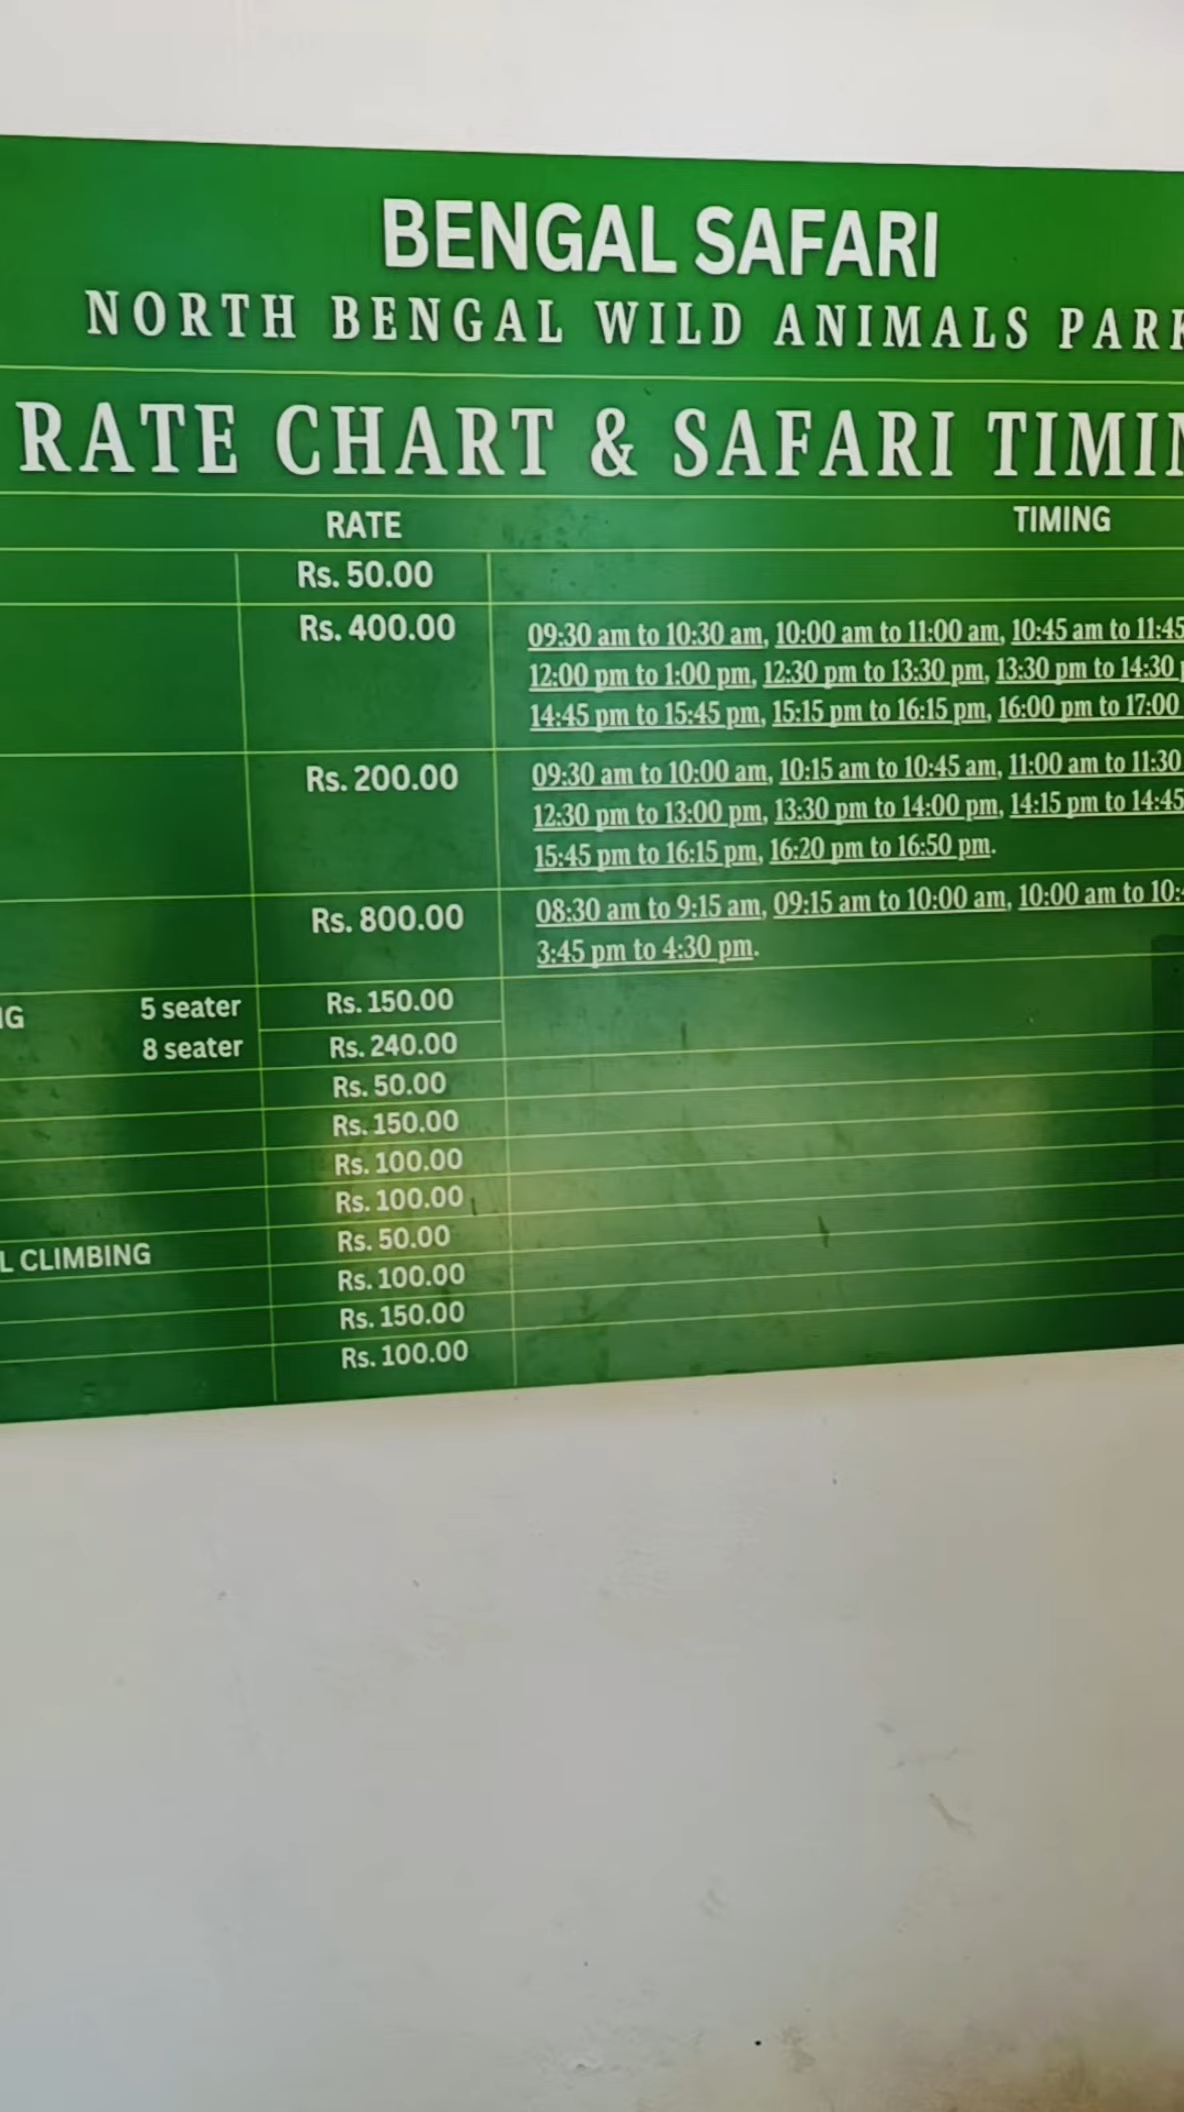 BENGAL SAFARI
NORTH BENGAL WILD ANIMALS PARK
RATE CHART & SAFARI TIMIN
RATE TIMING
Rs. 50.00
Rs. 400.00 09:30 am to 10:30 am, 10:00 am to 11:00 am, 10:45 am to 11:45
12:00 pm to 1:00 pm, 12:30 pm to 13:30 pm, 13:30 pm to 14:30 p
14:45 pm to 15:45 pm, 15:15 pm to 16:15 pm, 16:00 pm to 17:00
Rs. 200.00 09:30 am to 10:00 am, 10:15 am to 10:45 am, 11:00 am to 11:30
12:30 pm to 13:00 pm, 13:30 pm to 14:00 pm, 14:15 pm to 14:45
15:45 pm to 16:15 pm, 16:20 pm to 16:50 pm.
Rs. 800.00 08:30 am to 9:15 am, 09:15 am to 10:00 am, 10:00 am to 10:4
3:45 pm to 4:30 pm.
NG 5 seater Rs. 150.00
8 seater Rs. 240.00
Rs. 50.00
Rs. 150.00
Rs. 100.00
Rs. 100.00
L CLIMBING Rs. 50.00
Rs. 100.00
Rs. 150.00
Rs. 100.00